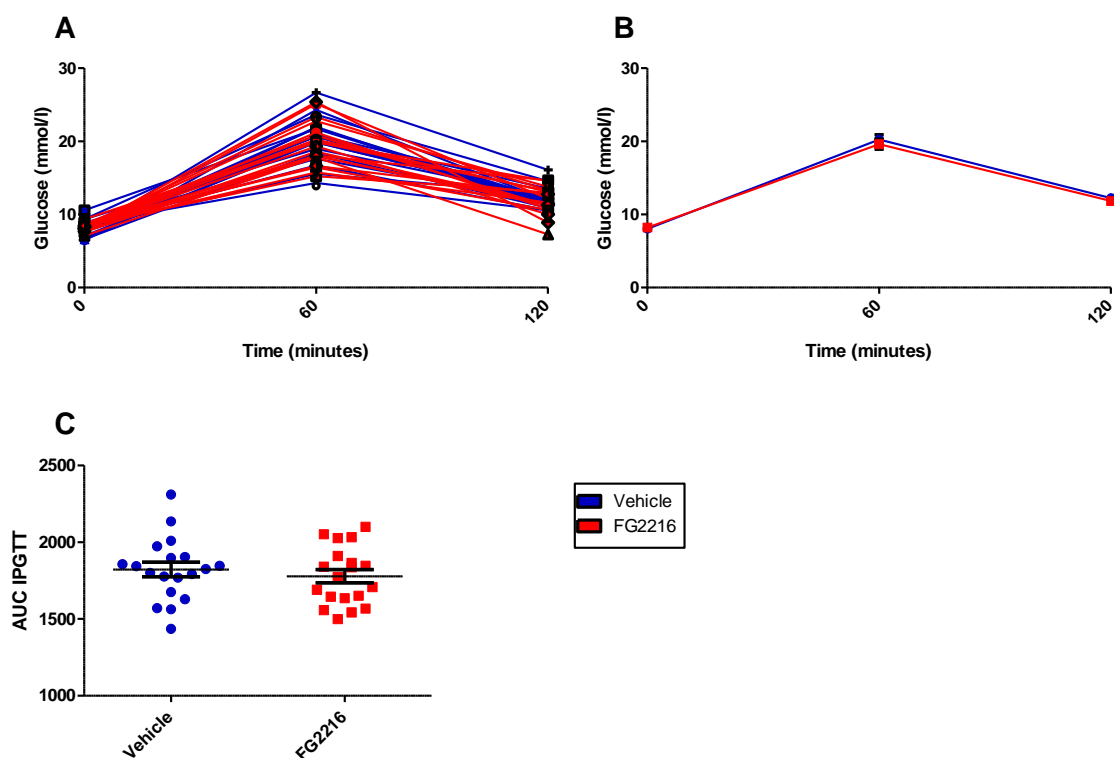 A
Glucose (mmol/l)
30
20
10
0
0
60
120
Time (minutes)
B
Glucose (mmol/l)
30
20
10
0
0
60
120
Time (minutes)
C
AUC IPGTT
2500
2000
1500
1000
Vehicle
FG2216
Vehicle
FG2216